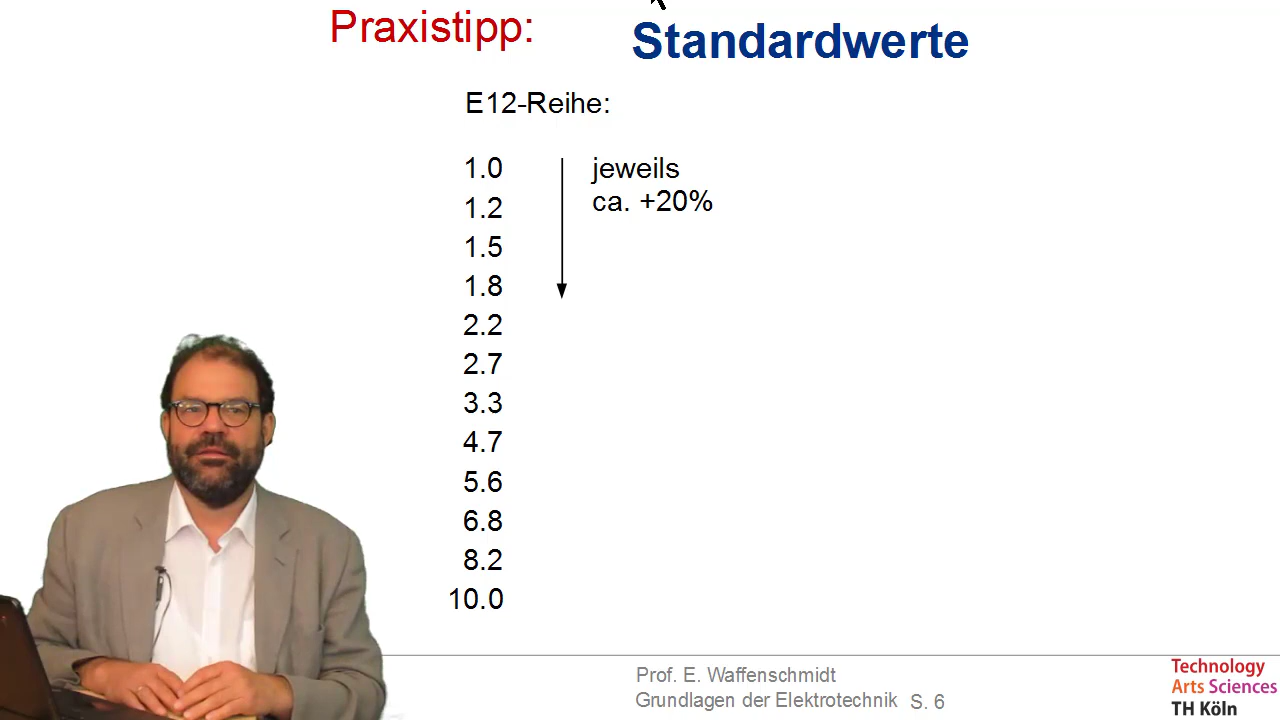 Praxistipp:
Standardwerte
E12-Reihe:
1.0
1.2
1.5
1.8
2.2
2.7
3.3
4.7
5.6
6.8
8.2
10.0
jeweils
ca. +20%
Prof. E. Waffenschmidt
Grundlagen der Elektrotechnik S. 6
Technology
Arts Sciences
TH Köln